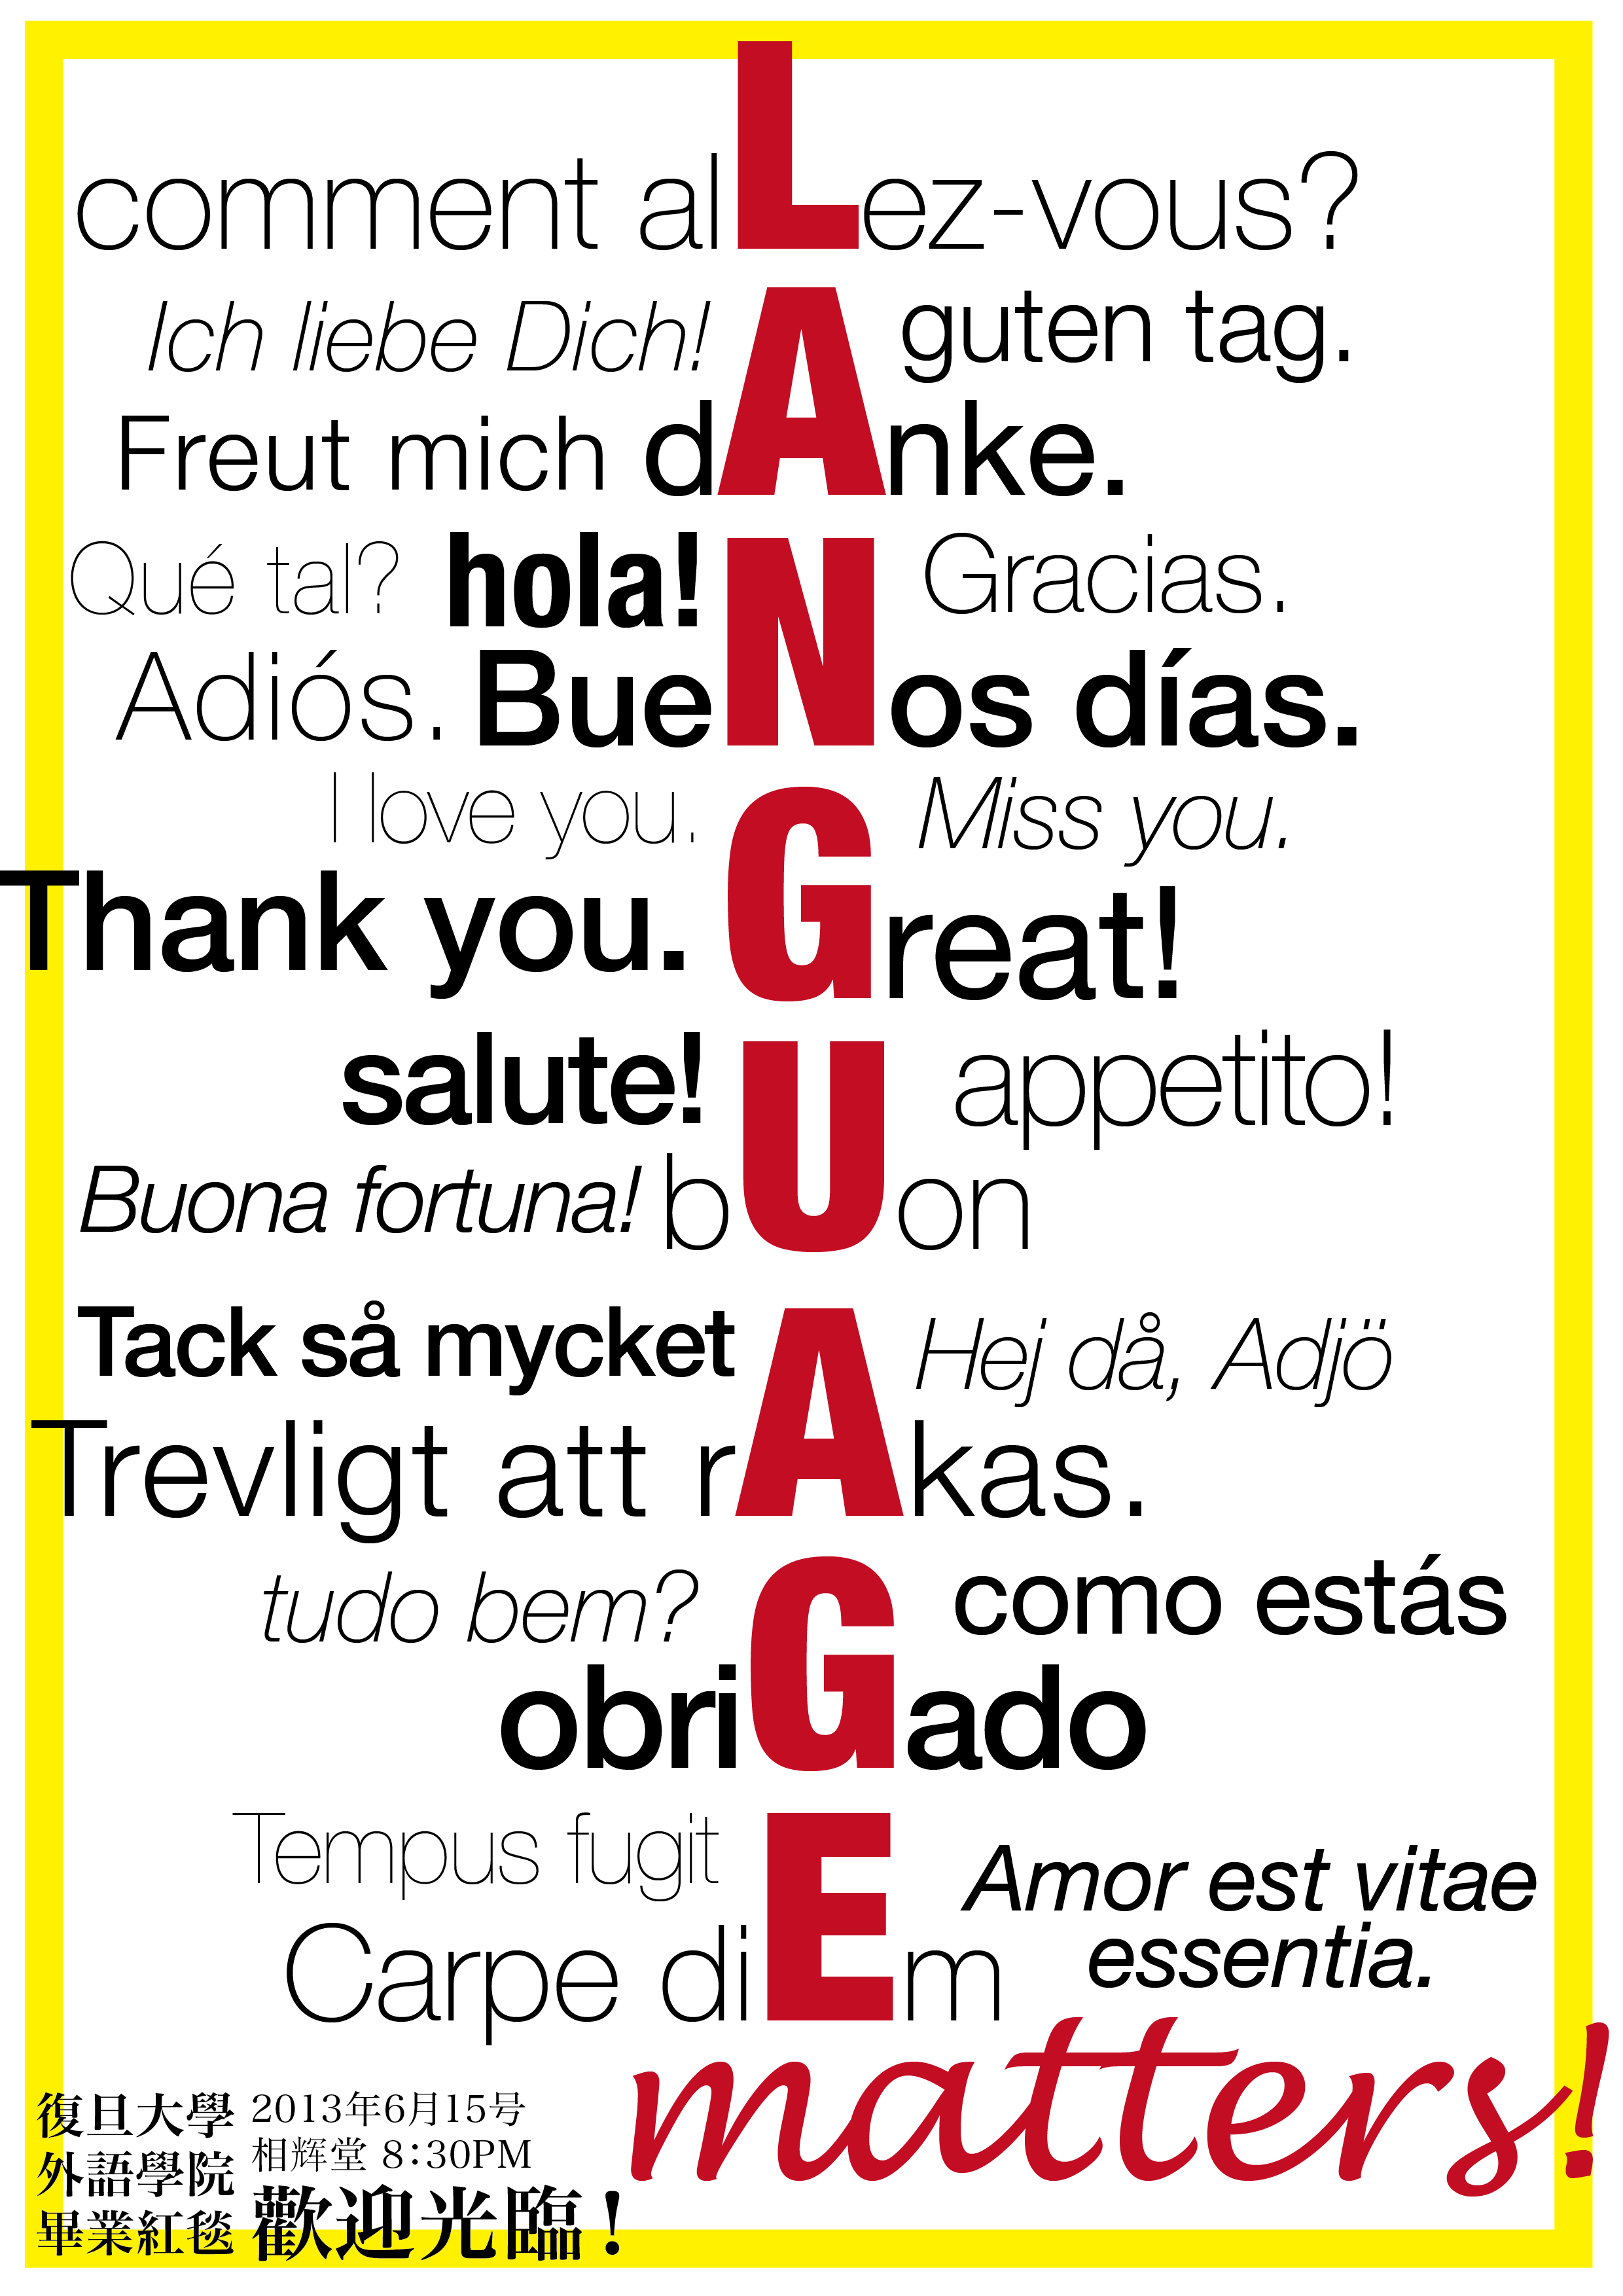 comment alLez-vous?
Ich liebe Dich! guten tag.
Freut mich dAnke.
Qué tal? hola! Gracias.
Adiós. BueNos días.
I love you. Miss you.
Thank you. Great!
salute! appetito!
Buona fortuna! bUon
Tack så mycket Hej då, Adjö
Trevligt att rAkas.
tudo bem? como estás
obriGado
Tempus fugit Amor est vitae
essentia.
Carpe diEm
matters!
復旦大學 2013年6月15号
外語學院 相辉堂 8:30PM
畢業紅毯 歡迎光臨!